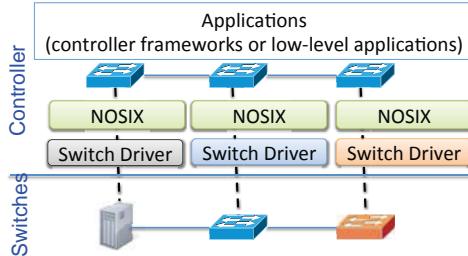 Applications
(controller frameworks or low-level applications)
Controller
NOSIX NOSIX NOSIX
Switch Driver Switch Driver Switch Driver
Switches